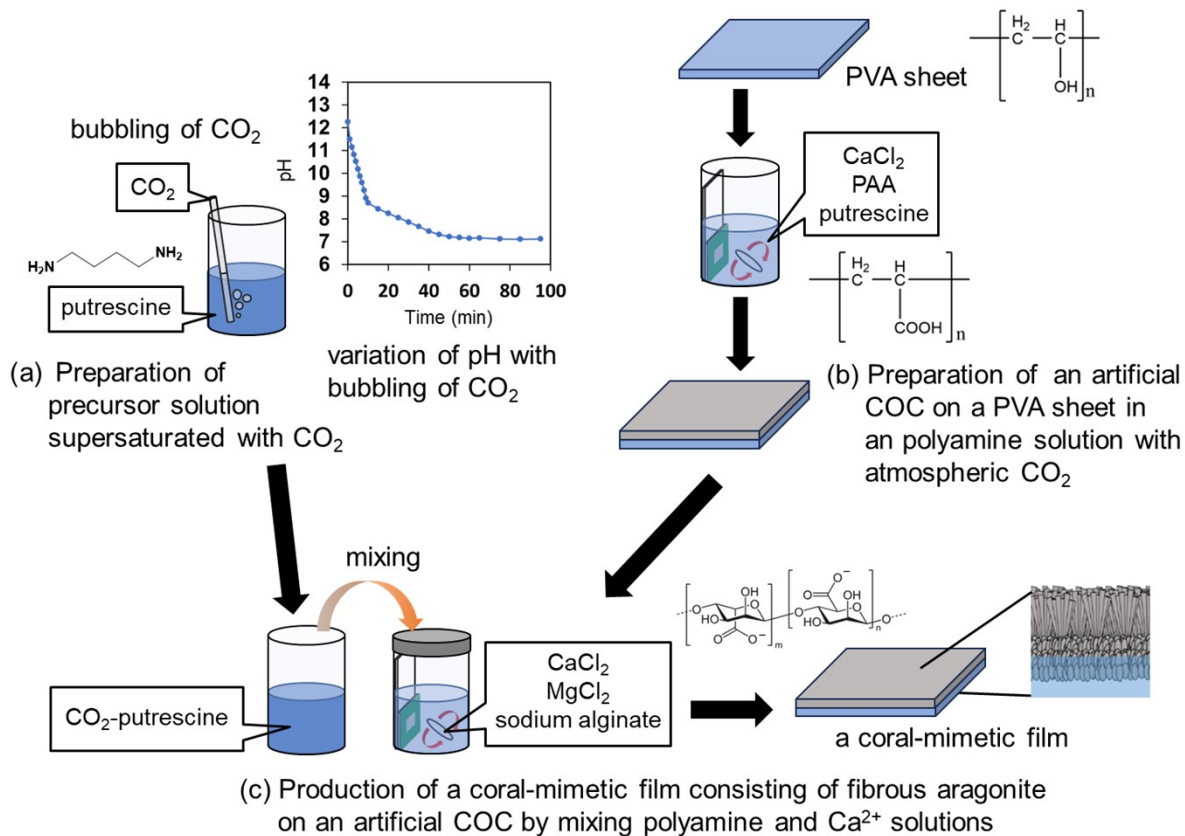 bubbling of CO₂
CO₂
H₂N
NH₂
putrescine
14
13
12
11
10
9
8
7
6
pH
0 20 40 60 80 100
Time (min)
variation of pH with
bubbling of CO₂
(a) Preparation of
precursor solution
supersaturated with CO₂
PVA sheet
H₂
C
H
C
OH
n
CaCl₂
PAA
putrescine
H₂
C
H
C
COOH
n
(b) Preparation of an artificial
COC on a PVA sheet in
an polyamine solution with
atmospheric CO₂
mixing
CO₂-putrescine
CaCl₂
MgCl₂
sodium alginate
O
OH
O
HO
O
O⁻
m
O
O⁻
OH
O
HO
O
n
a coral-mimetic film
(c) Production of a coral-mimetic film consisting of fibrous aragonite
on an artificial COC by mixing polyamine and Ca²⁺ solutions